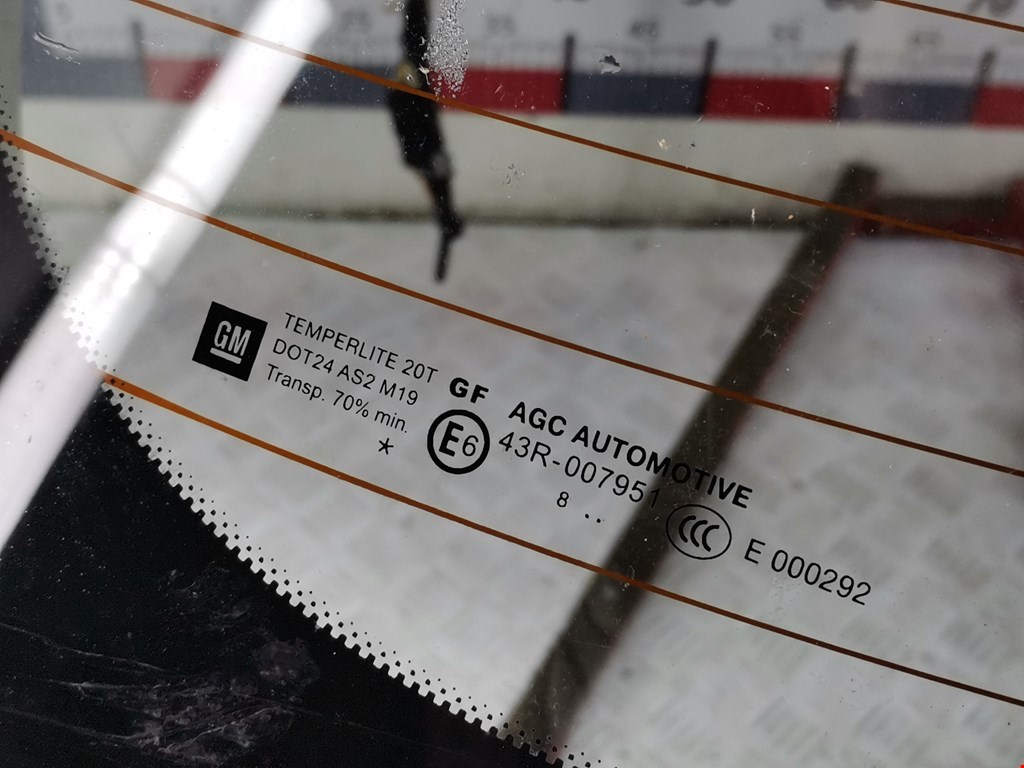 GM
TEMPERLITE 20T
DOT24 AS2 M19
Transp. 70% min.
*
GF AGC AUTOMOTIVE
E6 43R-007951
8 ..
CCC E 000292